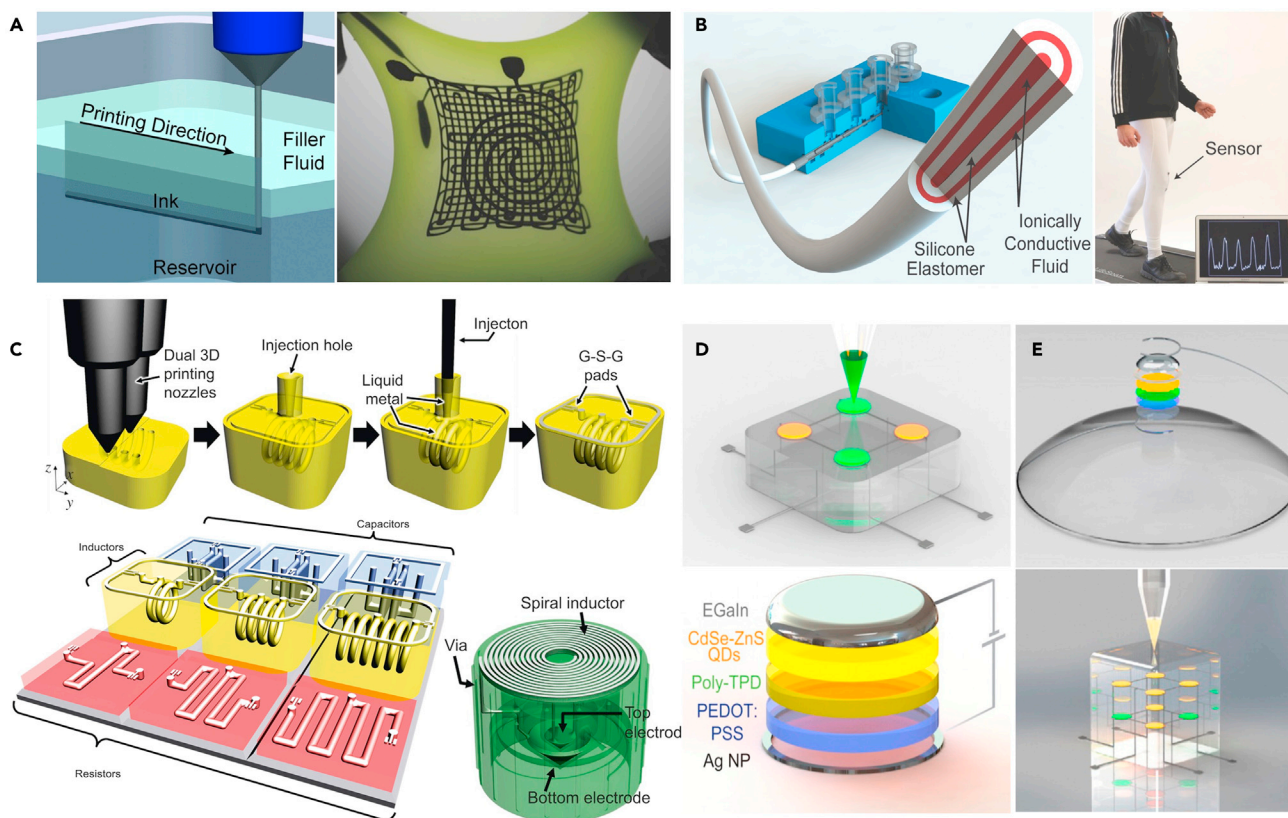 A
Printing Direction
Filler
Fluid
Ink
Reservoir
B
Sensor
Ionically
Conductive
Fluid
Silicone
Elastomer
C
Dual 3D
printing
nozzles
Injection hole
Liquid
metal
Injecton
G-S-G
pads
z
x
y
Capacitors
Inductors
Resistors
Spiral inductor
Via
Top
electrod
Bottom electrode
D
EGaIn
CdSe-ZnS
QDs
Poly-TPD
PEDOT:
PSS
Ag NP
E